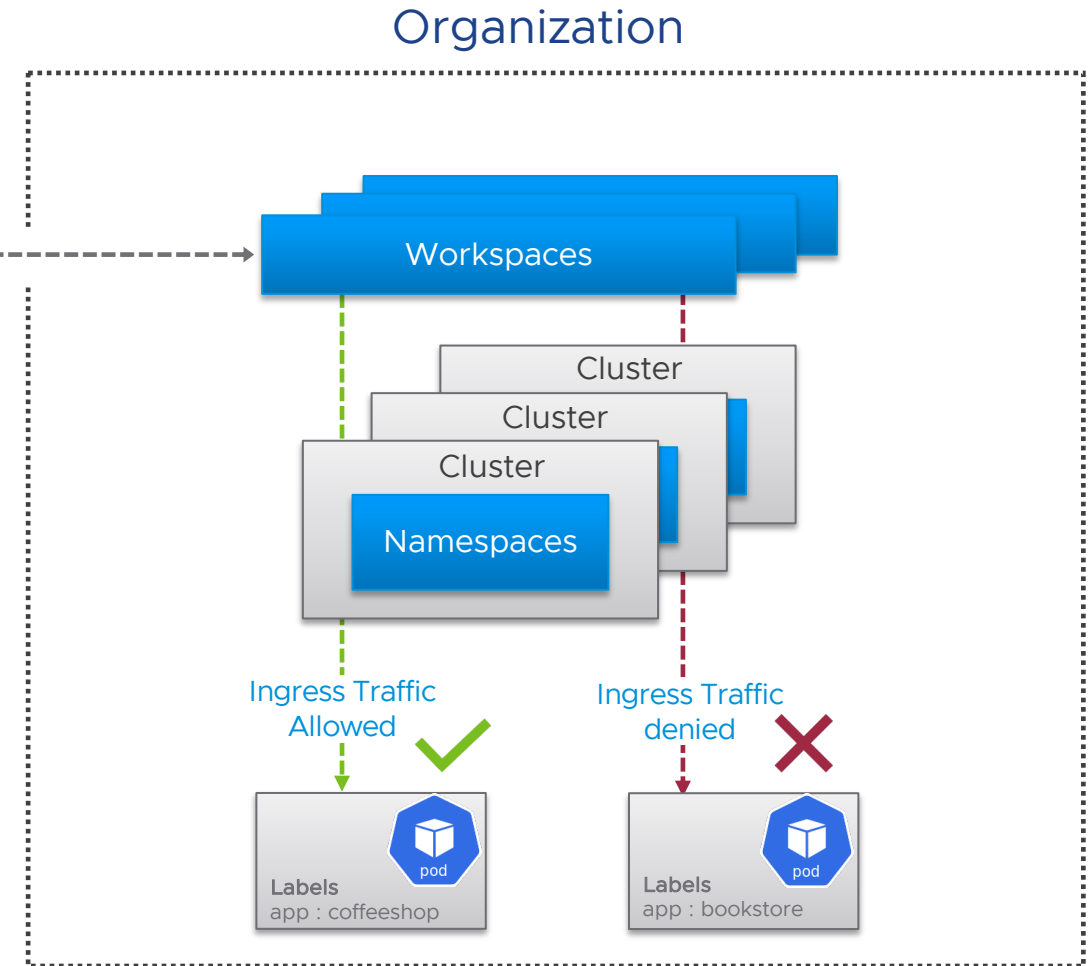 Organization
Workspaces
Cluster
Cluster
Cluster
Namespaces
Ingress Traffic
Allowed
Ingress Traffic
denied
pod
Labels
app : coffeeshop
pod
Labels
app : bookstore